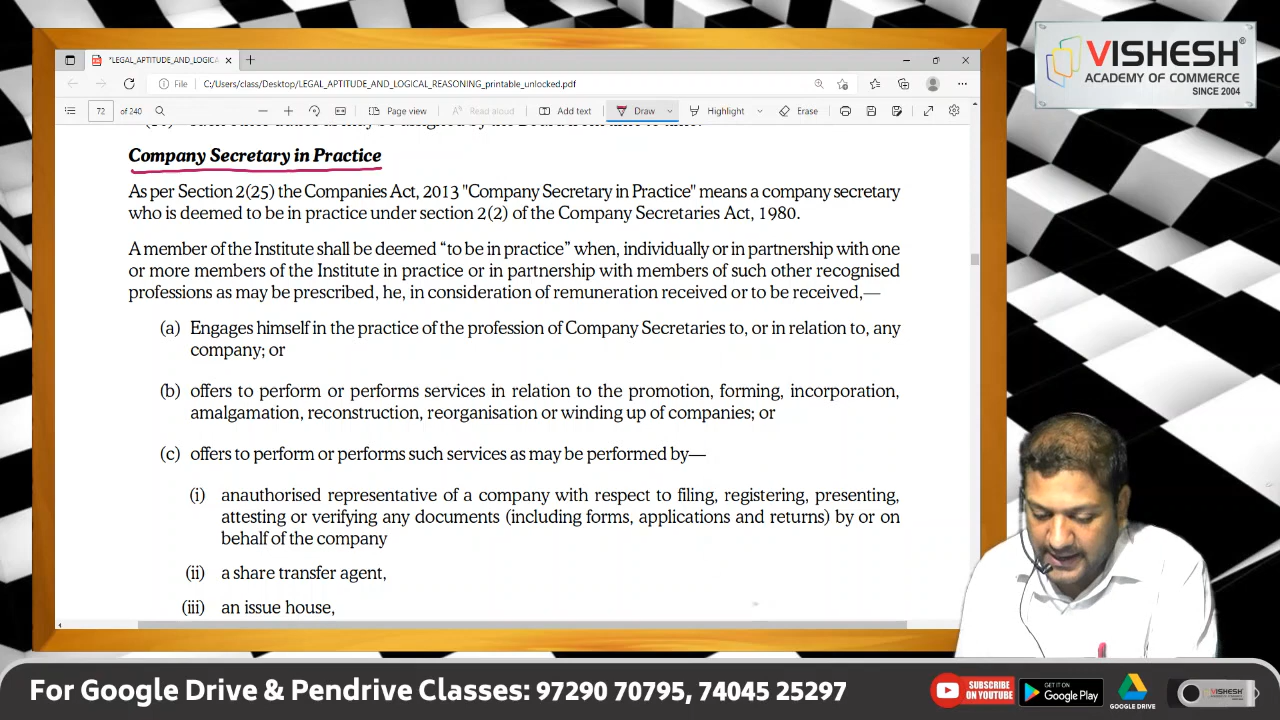 VISHESH®
ACADEMY OF COMMERCE
SINCE 2004
*LEGAL_APTITUDE_AND_LOGICA
File C:/Users/class/Desktop/LEGAL_APTITUDE_AND_LOGICAL_REASONING_printable_unlocked.pdf
72 of 240 Page view Read aloud Add text Draw Highlight Erase
Company Secretary in Practice
As per Section 2(25) the Companies Act, 2013 "Company Secretary in Practice" means a company secretary
who is deemed to be in practice under section 2(2) of the Company Secretaries Act, 1980.
A member of the Institute shall be deemed “to be in practice” when, individually or in partnership with one
or more members of the Institute in practice or in partnership with members of such other recognised
professions as may be prescribed, he, in consideration of remuneration received or to be received,—
(a) Engages himself in the practice of the profession of Company Secretaries to, or in relation to, any
company; or
(b) offers to perform or performs services in relation to the promotion, forming, incorporation,
amalgamation, reconstruction, reorganisation or winding up of companies; or
(c) offers to perform or performs such services as may be performed by—
(i) anauthorised representative of a company with respect to filing, registering, presenting,
attesting or verifying any documents (including forms, applications and returns) by or on
behalf of the company
(ii) a share transfer agent,
(iii) an issue house,
For Google Drive & Pendrive Classes: 97290 70795, 74045 25297
SUBSCRIBE
ON YOUTUBE
GET IT ON
Google Play
GOOGLE DRIVE
VISHESH